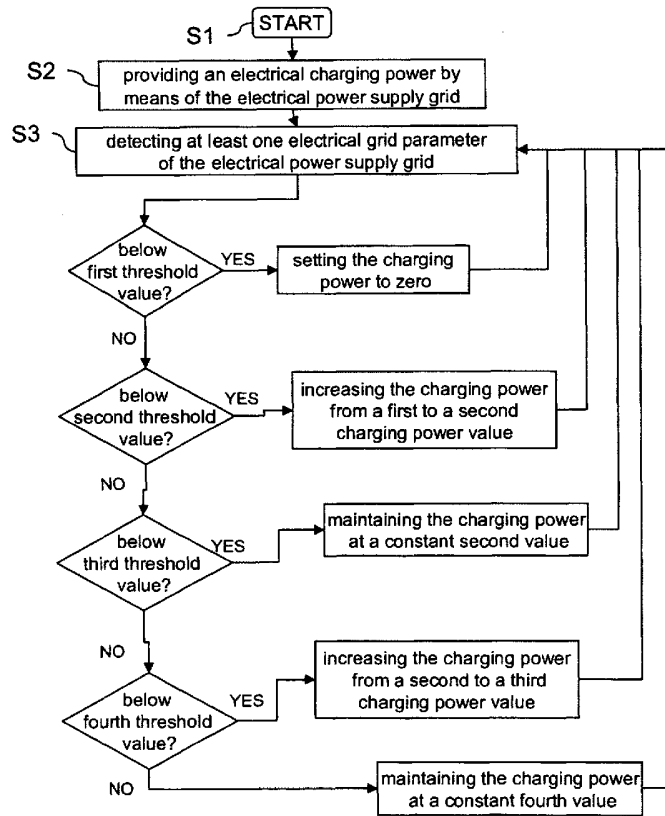 S1
START
S2
providing an electrical charging power by
means of the electrical power supply grid
S3
detecting at least one electrical grid parameter
of the electrical power supply grid
below
first threshold
value?
YES
setting the charging
power to zero
NO
below
second threshold
value?
YES
increasing the charging power
from a first to a second
charging power value
NO
below
third threshold
value?
YES
maintaining the charging power
at a constant second value
NO
below
fourth threshold
value?
YES
increasing the charging power
from a second to a third
charging power value
NO
maintaining the charging power
at a constant fourth value